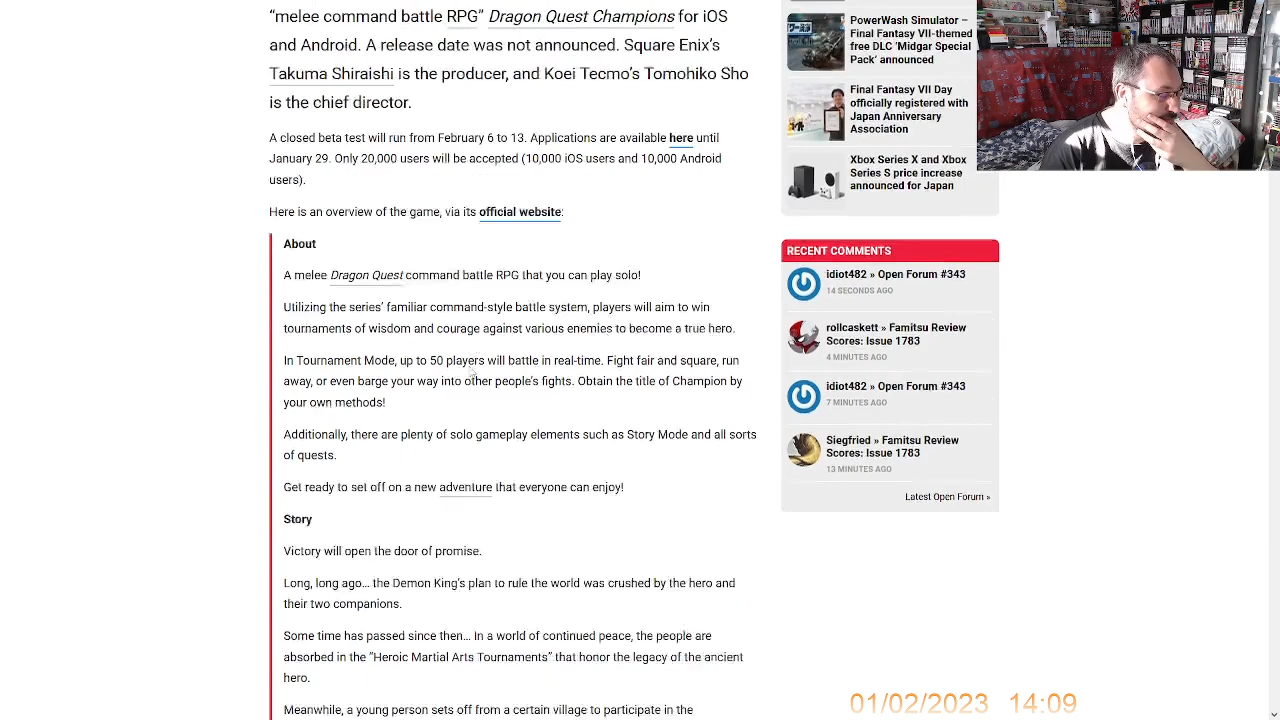 “melee command battle RPG” Dragon Quest Champions for iOS
and Android. A release date was not announced. Square Enix’s
Takuma Shiraishi is the producer, and Koei Tecmo’s Tomohiko Sho
is the chief director.
A closed beta test will run from February 6 to 13. Applications are available here until
January 29. Only 20,000 users will be accepted (10,000 iOS users and 10,000 Android
users).
Here is an overview of the game, via its official website:
About
A melee Dragon Quest command battle RPG that you can play solo!
Utilizing the series’ familiar command-style battle system, players will aim to win
tournaments of wisdom and courage against various enemies to become a true hero.
In Tournament Mode, up to 50 players will battle in real-time. Fight fair and square, run
away, or even barge your way into other people’s fights. Obtain the title of Champion by
your own methods!
Additionally, there are plenty of solo gameplay elements such as Story Mode and all sorts
of quests.
Get ready to set off on a new adventure that everyone can enjoy!
Story
Victory will open the door of promise.
Long, long ago… the Demon King’s plan to rule the world was crushed by the hero and
their two companions.
Some time has passed since then… In a world of continued peace, the people are
absorbed in the “Heroic Martial Arts Tournaments” that honor the legacy of the ancient
hero.
Meanwhile, a young person sets off from a certain village to participate in the
PowerWash Simulator –
Final Fantasy VII-themed
free DLC ‘Midgar Special
Pack’ announced
Final Fantasy VII Day
officially registered with
Japan Anniversary
Association
Xbox Series X and Xbox
Series S price increase
announced for Japan
RECENT COMMENTS
idiot482 » Open Forum #343
14 SECONDS AGO
rollcaskett » Famitsu Review
Scores: Issue 1783
4 MINUTES AGO
idiot482 » Open Forum #343
7 MINUTES AGO
Siegfried » Famitsu Review
Scores: Issue 1783
13 MINUTES AGO
Latest Open Forum »
01/02/2023 14:09